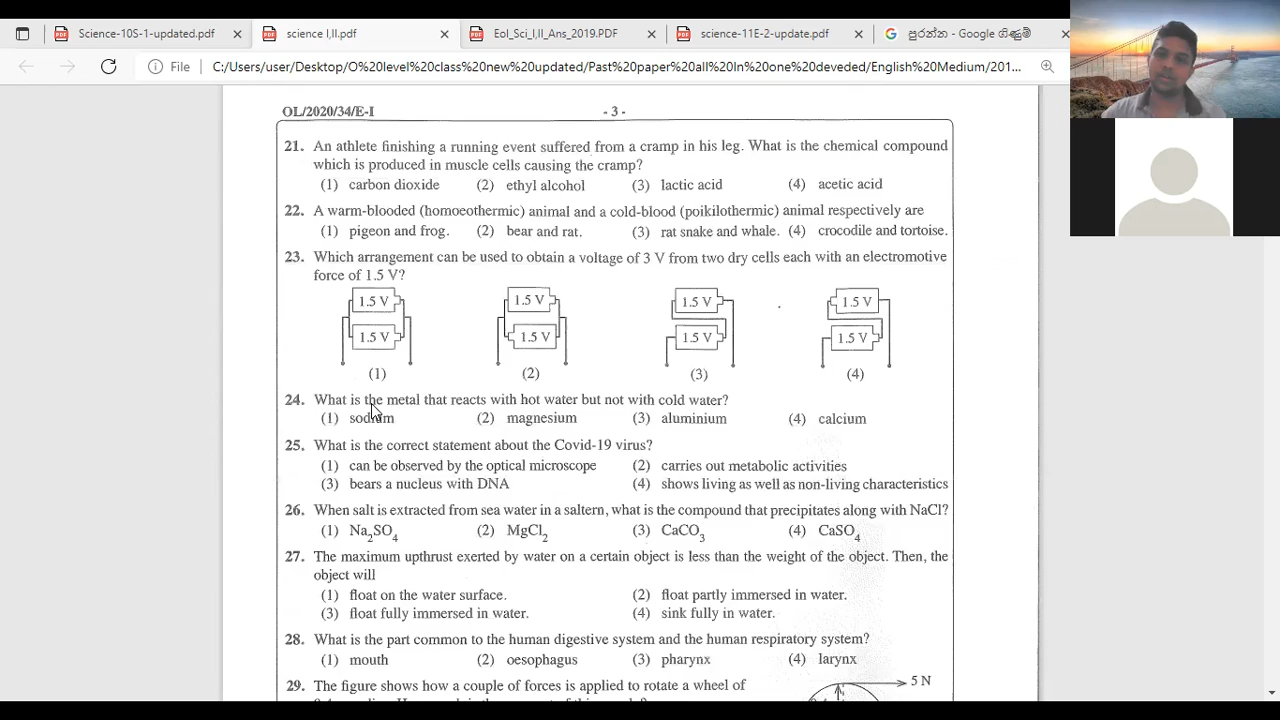 Science-10S-1-updated.pdf
science I,II.pdf
Eol_Sci_I,II_Ans_2019.PDF
science-11E-2-update.pdf
පුරන්න - Google ගිණුම්
File C:/Users/user/Desktop/O%20level%20class%20new%20updated/Past%20paper%20all%20In%20one%20deveded/English%20Medium/201...
OL/2020/34/E-I - 3 -
21. An athlete finishing a running event suffered from a cramp in his leg. What is the chemical compound
which is produced in muscle cells causing the cramp?
(1) carbon dioxide (2) ethyl alcohol (3) lactic acid (4) acetic acid
22. A warm-blooded (homoeothermic) animal and a cold-blood (poikilothermic) animal respectively are
(1) pigeon and frog. (2) bear and rat. (3) rat snake and whale. (4) crocodile and tortoise.
23. Which arrangement can be used to obtain a voltage of 3 V from two dry cells each with an electromotive
force of 1.5 V?
1.5 V 1.5 V 1.5 V 1.5 V
1.5 V 1.5 V 1.5 V 1.5 V
(1) (2) (3) (4)
24. What is the metal that reacts with hot water but not with cold water?
(1) sodium (2) magnesium (3) aluminium (4) calcium
25. What is the correct statement about the Covid-19 virus?
(1) can be observed by the optical microscope (2) carries out metabolic activities
(3) bears a nucleus with DNA (4) shows living as well as non-living characteristics
26. When salt is extracted from sea water in a saltern, what is the compound that precipitates along with NaCl?
(1) Na₂SO₄ (2) MgCl₂ (3) CaCO₃ (4) CaSO₄
27. The maximum upthrust exerted by water on a certain object is less than the weight of the object. Then, the
object will
(1) float on the water surface. (2) float partly immersed in water.
(3) float fully immersed in water. (4) sink fully in water.
28. What is the part common to the human digestive system and the human respiratory system?
(1) mouth (2) oesophagus (3) pharynx (4) larynx
29. The figure shows how a couple of forces is applied to rotate a wheel of
5 N